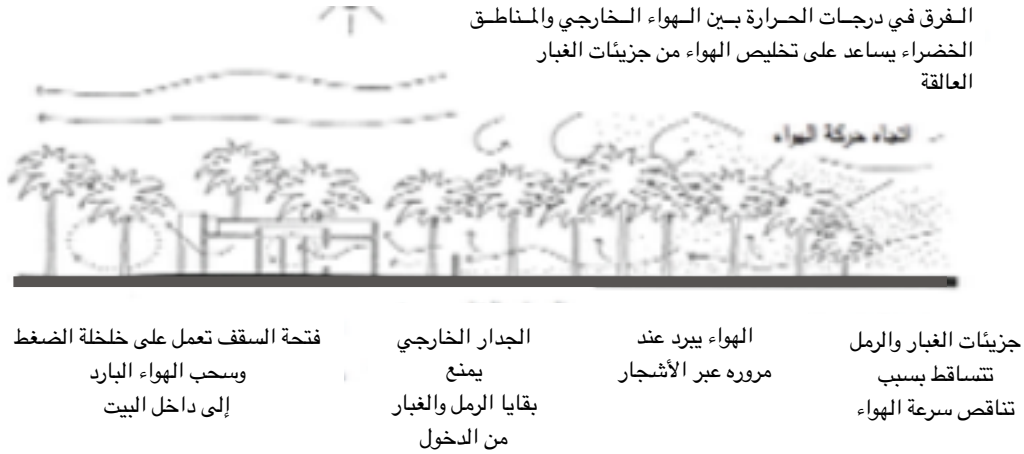 الفرق في درجات الحرارة بين الهواء الخارجي والمناطق
الخضراء يساعد على تخليص الهواء من جزيئات الغبار
العالقة
اتجاه حركة الهواء
جزيئات الغبار والرمل
تتساقط بسبب
تناقص سرعة الهواء
الهواء يبرد عند
مروره عبر الأشجار
الجدار الخارجي
يمنع
بقايا الرمل والغبار
من الدخول
فتحة السقف تعمل على خلخلة الضغط
وسحب الهواء البارد
إلى داخل البيت